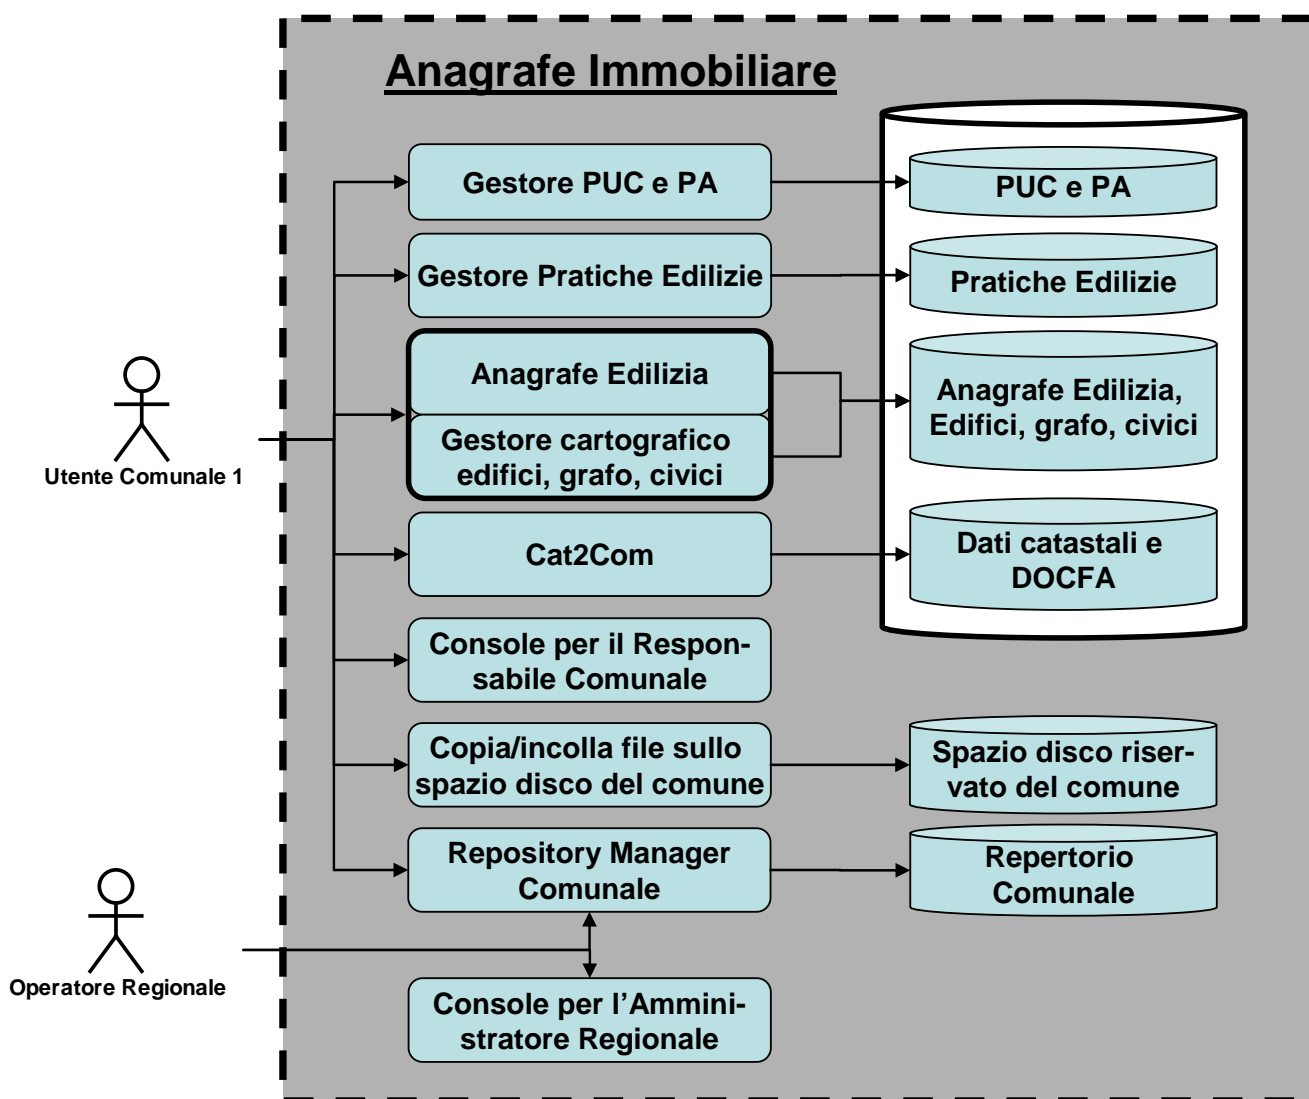 Anagrafe Immobiliare
Gestore PUC e PA
PUC e PA
Gestore Pratiche Edilizie
Pratiche Edilizie
Anagrafe Edilizia
Gestore cartografico
edifici, grafo, civici
Anagrafe Edilizia,
Edifici, grafo, civici
Utente Comunale 1
Cat2Com
Dati catastali e
DOCFA
Console per il Respon-
sabile Comunale
Copia/incolla file sullo
spazio disco del comune
Spazio disco riser-
vato del comune
Repository Manager
Comunale
Repertorio
Comunale
Operatore Regionale
Console per l’Ammini-
stratore Regionale